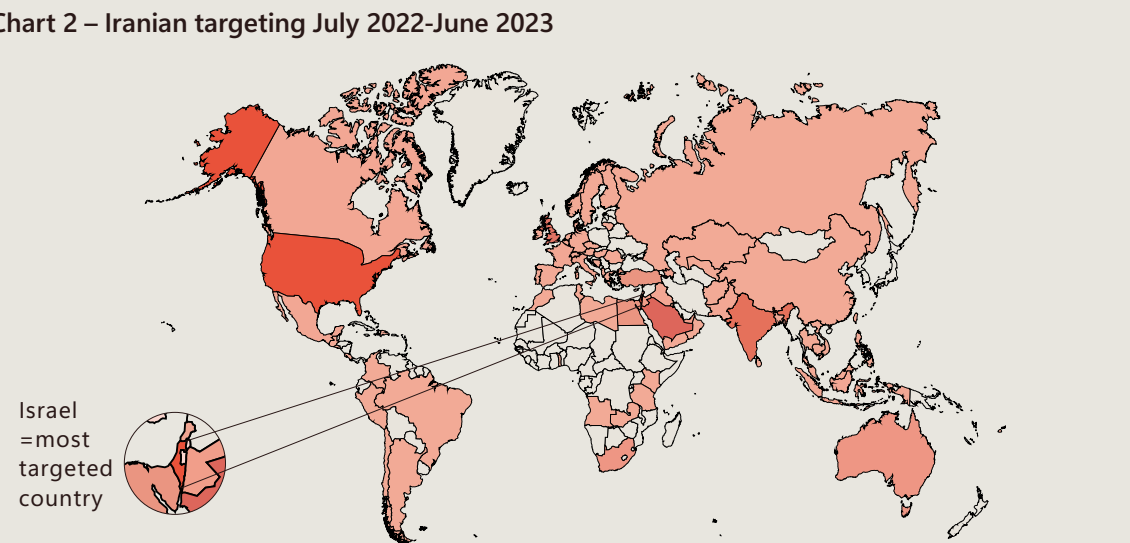 Chart 2 – Iranian targeting July 2022-June 2023
Israel
=most
targeted
country